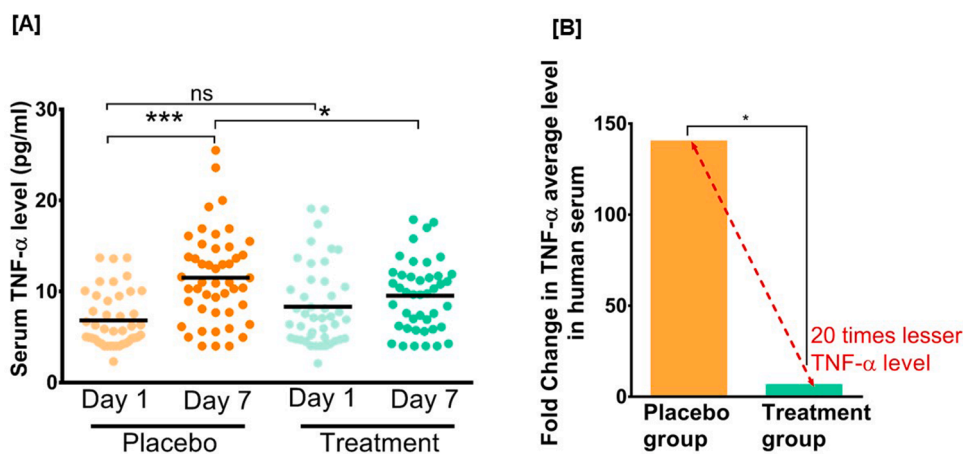 [A]
Serum TNF-α level (pg/ml)
30
20
10
0
ns
***
*
Day 1
Day 7
Day 1
Day 7
Placebo
Treatment
[B]
Fold Change in TNF-α average level
in human serum
150
100
50
0
*
20 times lesser
TNF-α level
Placebo
group
Treatment
group